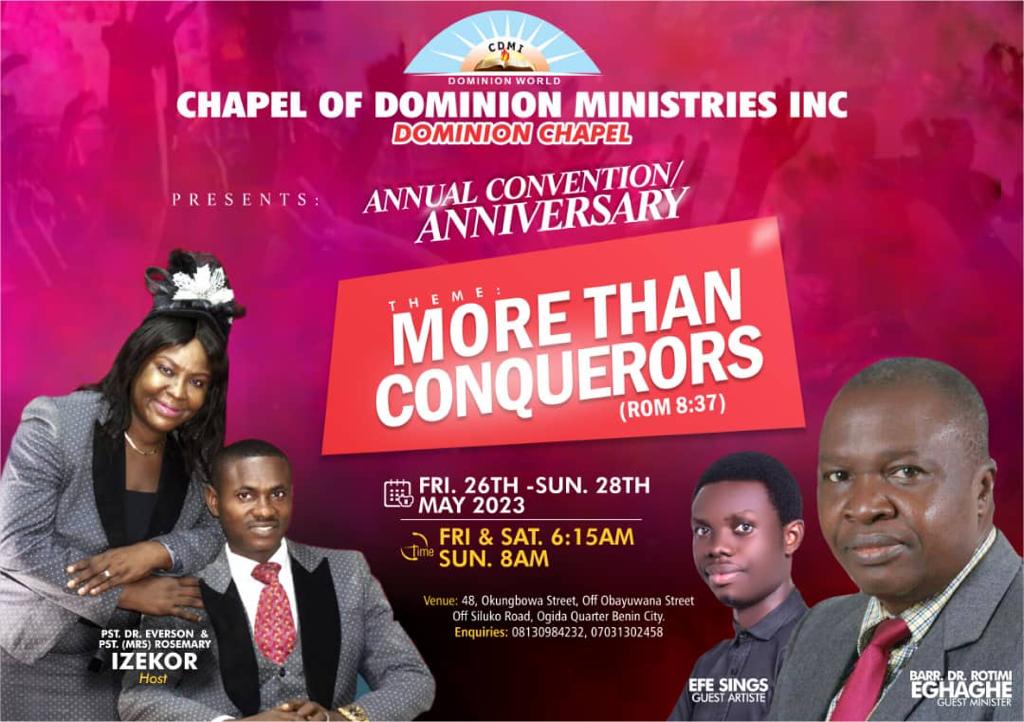 CDMI
DOMINION WORLD
CHAPEL OF DOMINION MINISTRIES INC
DOMINION CHAPEL
PRESENTS:
ANNUAL CONVENTION/
ANNIVERSARY
THEME:
MORE THAN
CONQUERORS
(ROM 8:37)
FRI. 26TH -SUN. 28TH
MAY 2023
Time
FRI & SAT. 6:15AM
SUN. 8AM
Venue: 48, Okungbowa Street, Off Obayuwana Street
Off Siluko Road, Ogida Quarter Benin City.
Enquiries: 08130984232, 07031302458
PST. DR. EVERSON &
PST. (MRS) ROSEMARY
IZEKOR
Host
EFE SINGS
GUEST ARTISTE
BARR. DR. ROTIMI
EGHAGHE
GUEST MINISTER